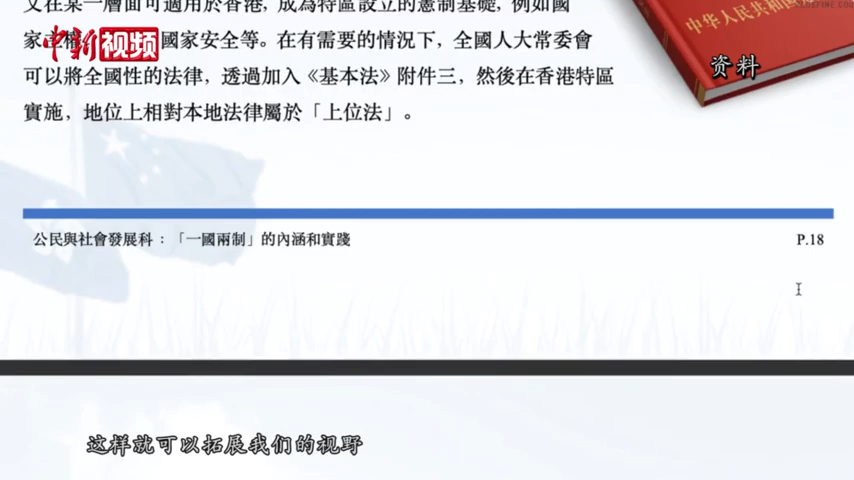 文在某一層面可適用於香港，成為特區設立的憲制基礎，例如國
家主權、國家安全等。在有需要的情況下，全國人大常委會
可以將全國性的法律，透過加入《基本法》附件三，然後在香港特區
實施，地位上相對本地法律屬於「上位法」。
中新视频
中华人民共和国
资料
公民與社會發展科：「一國兩制」的內涵和實踐
P.18
这样就可以拓展我们的视野